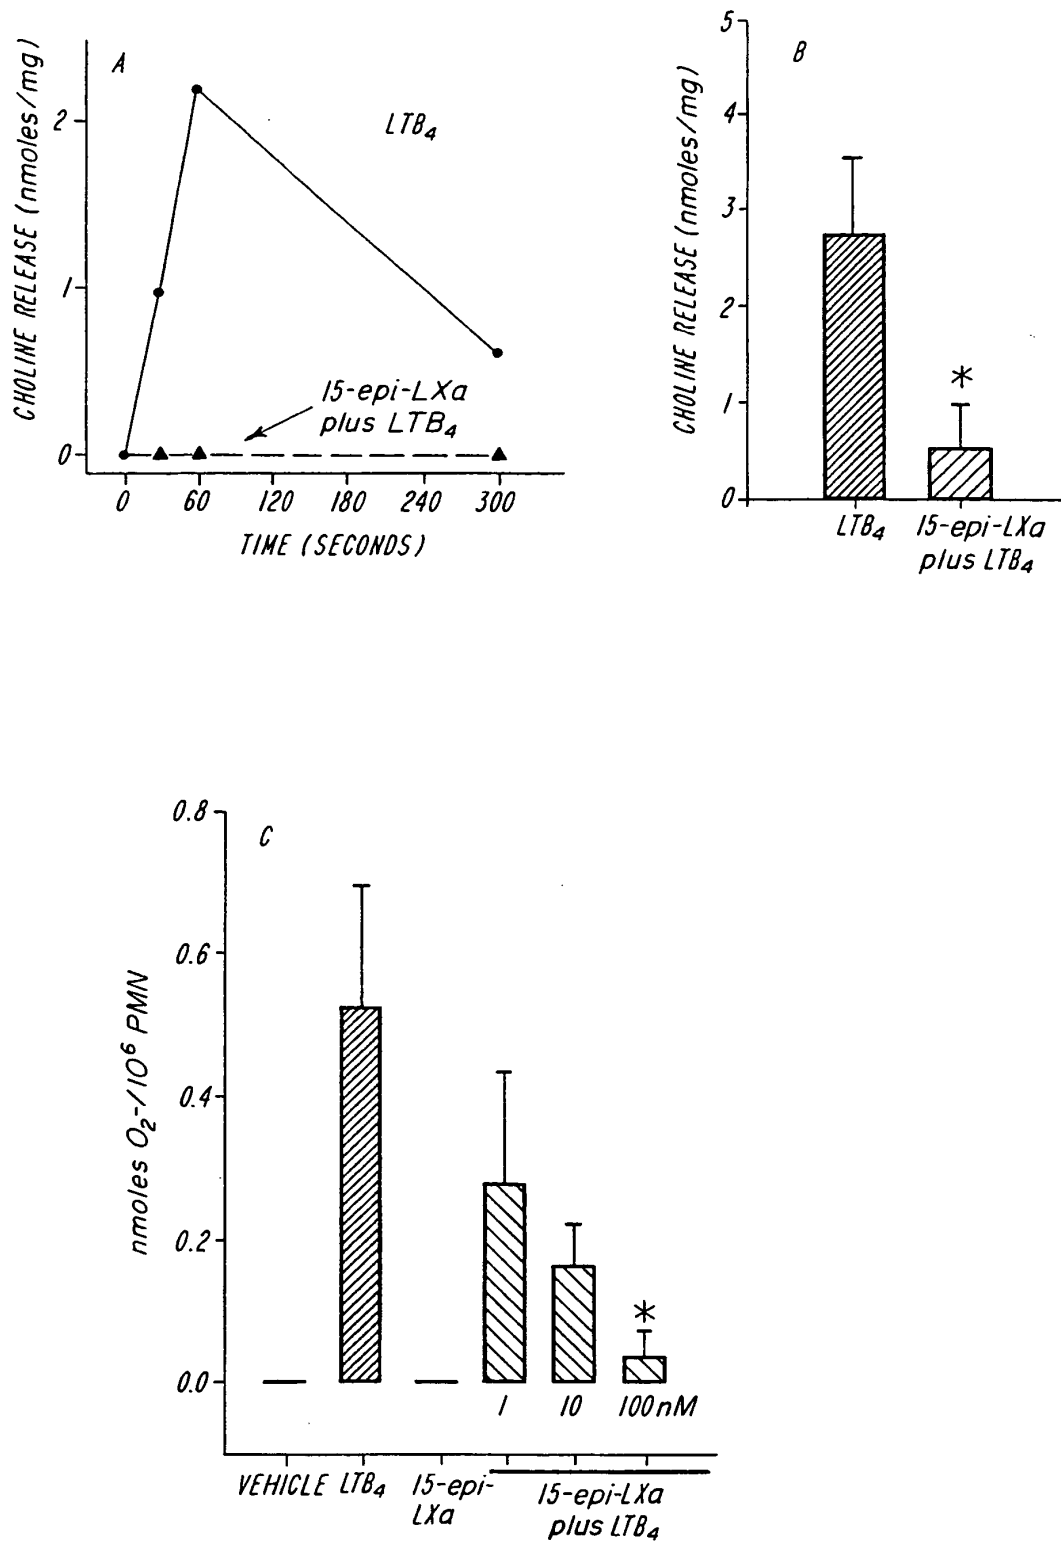 A
CHOLINE RELEASE (nmoles/mg)
2
1
0
LTB4
15-epi-LXa
plus LTB4
0 60 120 180 240 300
TIME (SECONDS)
B
CHOLINE RELEASE (nmoles/mg)
5
4
3
2
1
0
*
LTB4 15-epi-LXa
plus LTB4
C
nmoles O2-/10^6 PMN
0.8
0.6
0.4
0.2
0.0
*
1 10 100 nM
VEHICLE LTB4 15-epi-
LXa
15-epi-LXa
plus LTB4